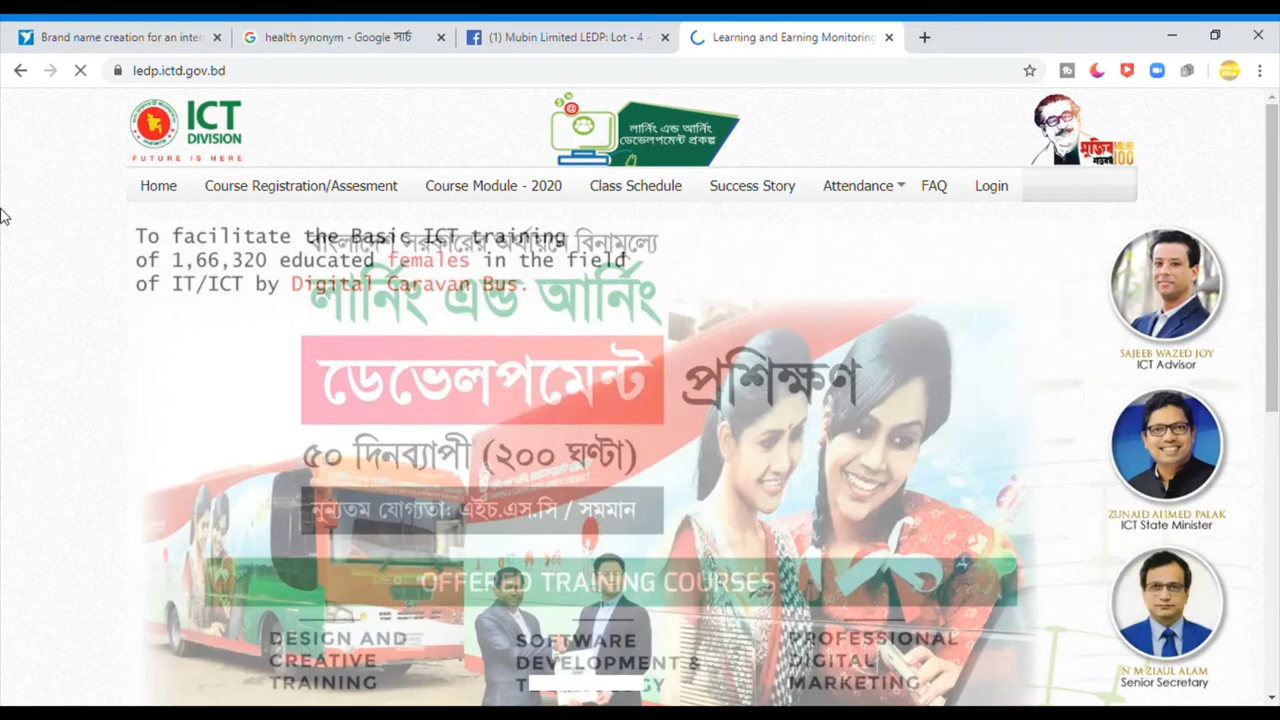 Brand name creation for an inter
health synonym - Google সার্চ
(1) Mubin Limited LEDP: Lot - 4 -
Learning and Earning Monitoring
ledp.ictd.gov.bd
ICT
DIVISION
FUTURE IS HERE
লার্নিং এন্ড আর্নিং
ডেভেলপমেন্ট প্রকল্প
মুজিব
শতবর্ষ 100
Home
Course Registration/Assesment
Course Module - 2020
Class Schedule
Success Story
Attendance
FAQ
Login
To facilitate the Basic ICT training
of 1,66,320 educated females in the field
of IT/ICT by Digital Caravan Bus.
বাংলাদেশ সরকারের অর্থায়নে বিনামূল্যে
লার্নিং এন্ড আর্নিং
ডেভেলপমেন্ট প্রশিক্ষণ
৫০ দিনব্যাপী (২০০ ঘণ্টা)
নুন্যতম যোগ্যতা: এইচ.এস.সি / সমমান
OFFERED TRAINING COURSES
DESIGN AND
CREATIVE
TRAINING
SOFTWARE
DEVELOPMENT &
PROFESSIONAL
DIGITAL
MARKETING
SAJEEB WAZED JOY
ICT Advisor
ZUNAID AHMED PALAK
ICT State Minister
N M ZIAUL ALAM
Senior Secretary